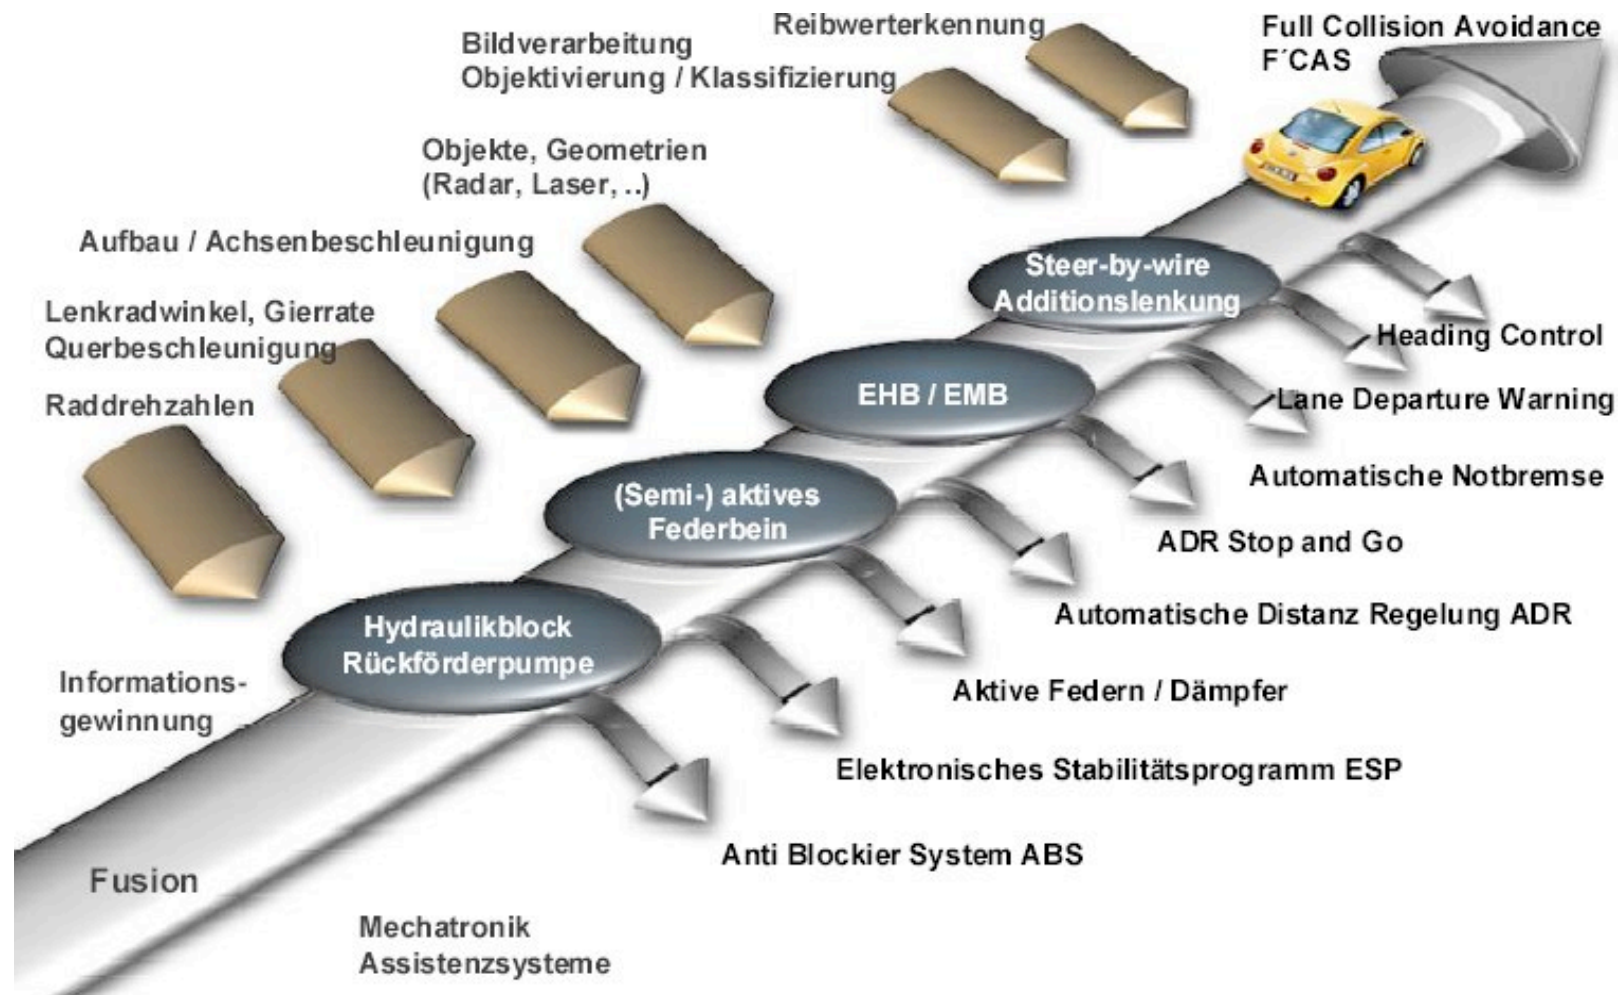 Reibwerterkennung
Full Collision Avoidance
F´CAS
Bildverarbeitung
Objektivierung / Klassifizierung
Objekte, Geometrien
(Radar, Laser, ..)
Aufbau / Achsenbeschleunigung
Lenkradwinkel, Gierrate
Querbeschleunigung
Raddrehzahlen
Steer-by-wire
Additionslenkung
Heading Control
EHB / EMB
Lane Departure Warning
Automatische Notbremse
(Semi-) aktives
Federbein
ADR Stop and Go
Automatische Distanz Regelung ADR
Hydraulikblock
Rückförderpumpe
Aktive Federn / Dämpfer
Informations-
gewinnung
Elektronisches Stabilitätsprogramm ESP
Anti Blockier System ABS
Fusion
Mechatronik
Assistenzsysteme